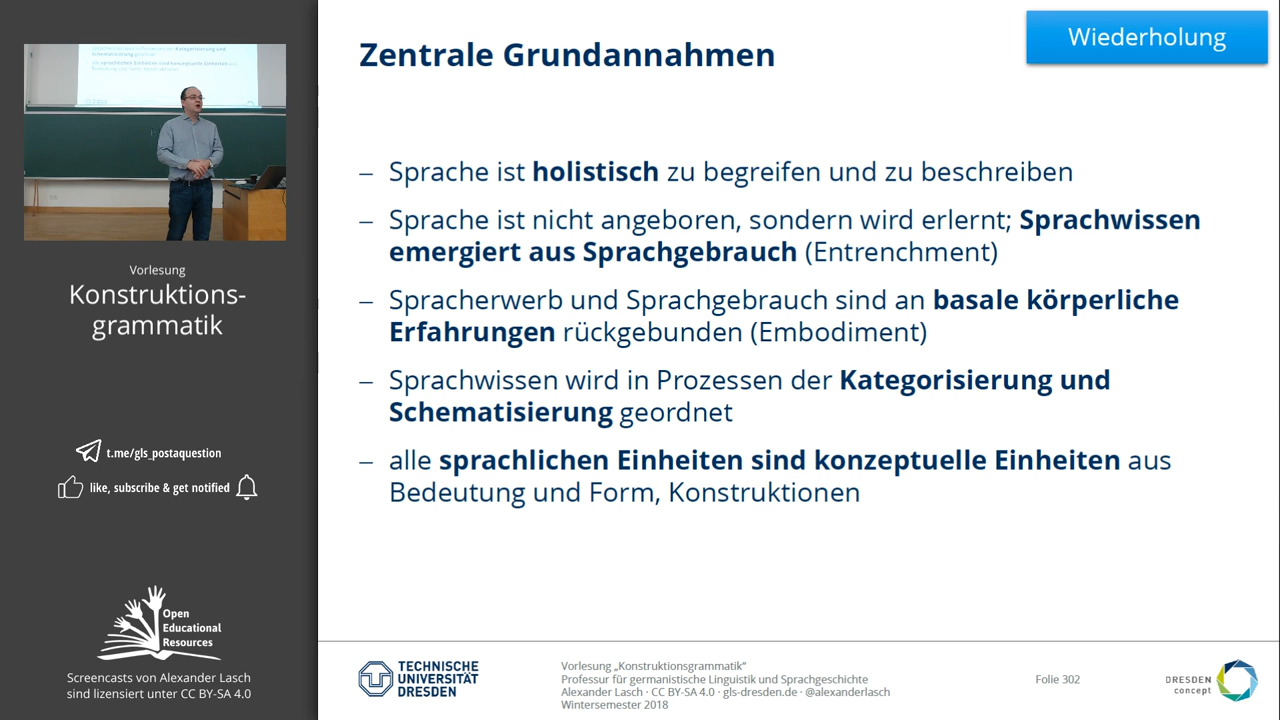 Vorlesung
Konstruktions-
grammatik
t.me/gls_postaquestion
like, subscribe & get notified
Open
Educational
Resources
Screencasts von Alexander Lasch
sind lizensiert unter CC BY-SA 4.0
Wiederholung
Zentrale Grundannahmen
– Sprache ist holistisch zu begreifen und zu beschreiben
– Sprache ist nicht angeboren, sondern wird erlernt; Sprachwissen
emergiert aus Sprachgebrauch (Entrenchment)
– Spracherwerb und Sprachgebrauch sind an basale körperliche
Erfahrungen rückgebunden (Embodiment)
– Sprachwissen wird in Prozessen der Kategorisierung und
Schematisierung geordnet
– alle sprachlichen Einheiten sind konzeptuelle Einheiten aus
Bedeutung und Form, Konstruktionen
TECHNISCHE
UNIVERSITÄT
DRESDEN
Vorlesung „Konstruktionsgrammatik“
Professur für germanistische Linguistik und Sprachgeschichte
Alexander Lasch · CC BY-SA 4.0 · gls-dresden.de · @alexanderlasch
Wintersemester 2018
Folie 302
DRESDEN
concept